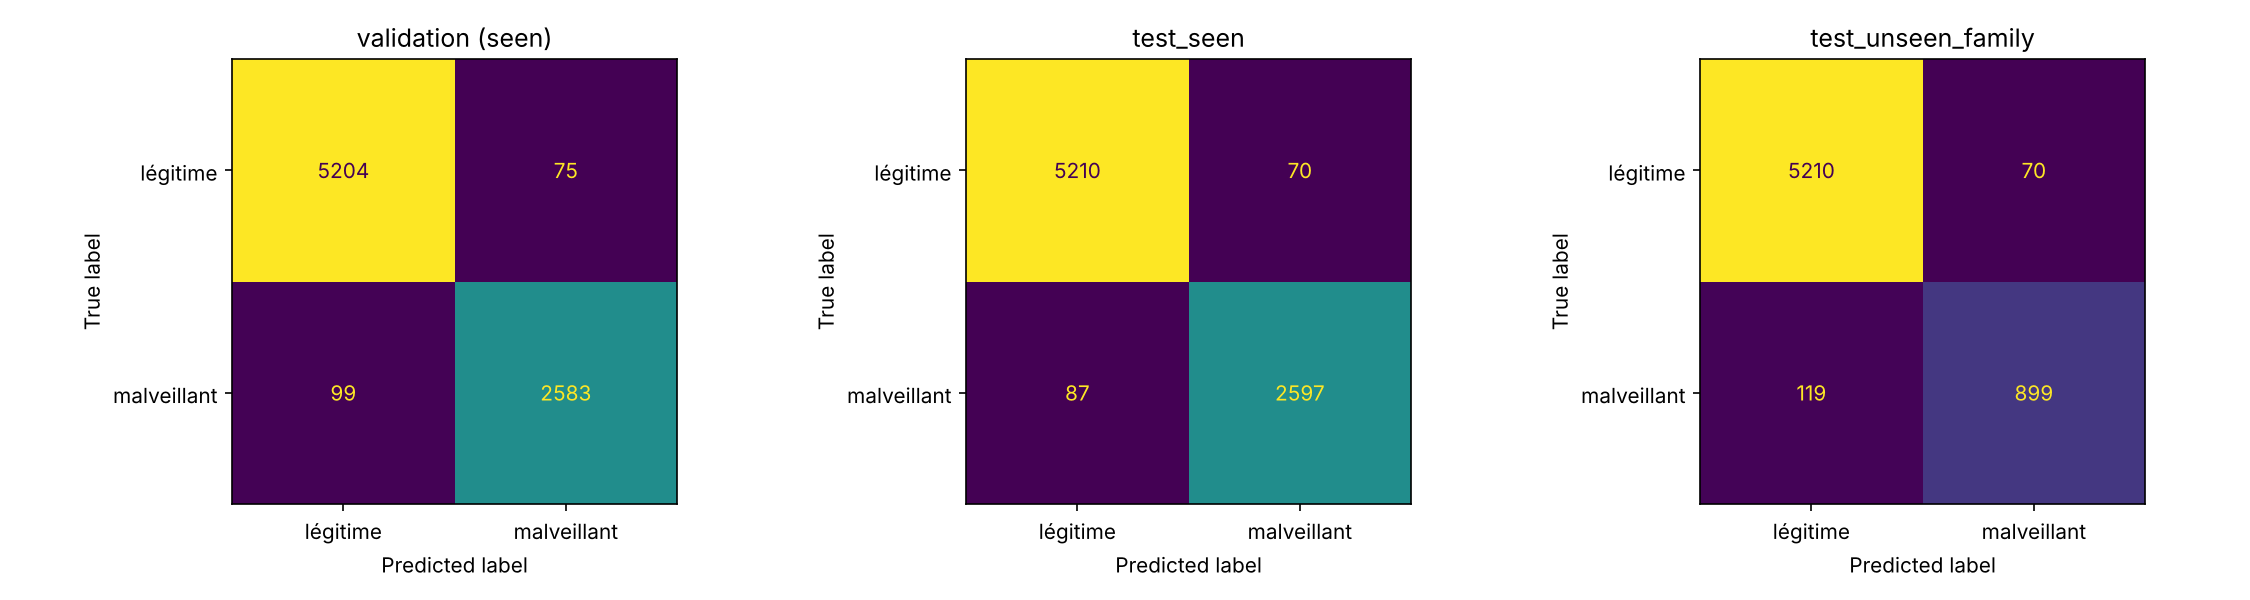 validation (seen)
légitime
5204
75
True label
malveillant
99
2583
légitime
malveillant
Predicted label
test_seen
légitime
5210
70
True label
malveillant
87
2597
légitime
malveillant
Predicted label
test_unseen_family
légitime
5210
70
True label
malveillant
119
899
légitime
malveillant
Predicted label